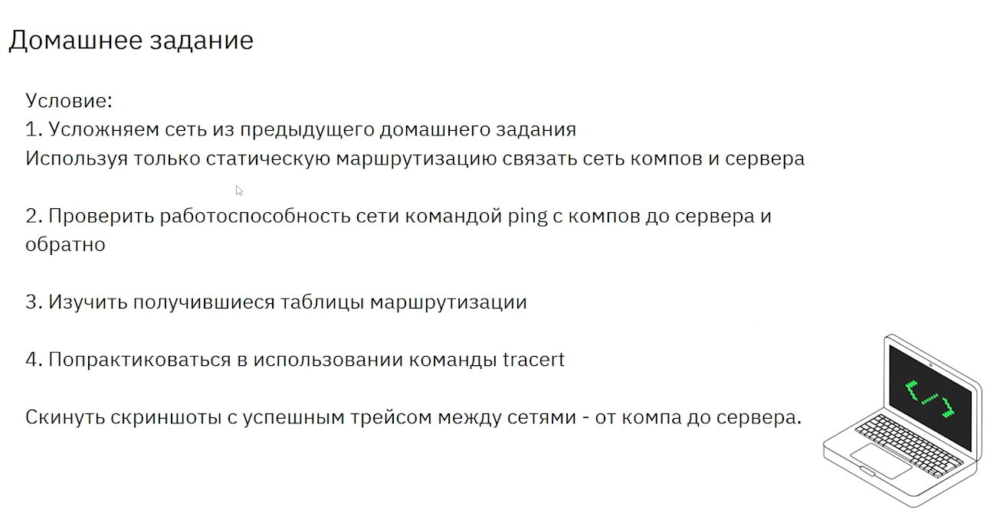 Домашнее задание
Условие:
1. Усложняем сеть из предыдущего домашнего задания
Используя только статическую маршрутизацию связать сеть компов и сервера
2. Проверить работоспособность сети командой ping с компов до сервера и
обратно
3. Изучить получившиеся таблицы маршрутизации
4. Попрактиковаться в использовании команды tracert
Скинуть скриншоты с успешным трейсом между сетями - от компа до сервера.